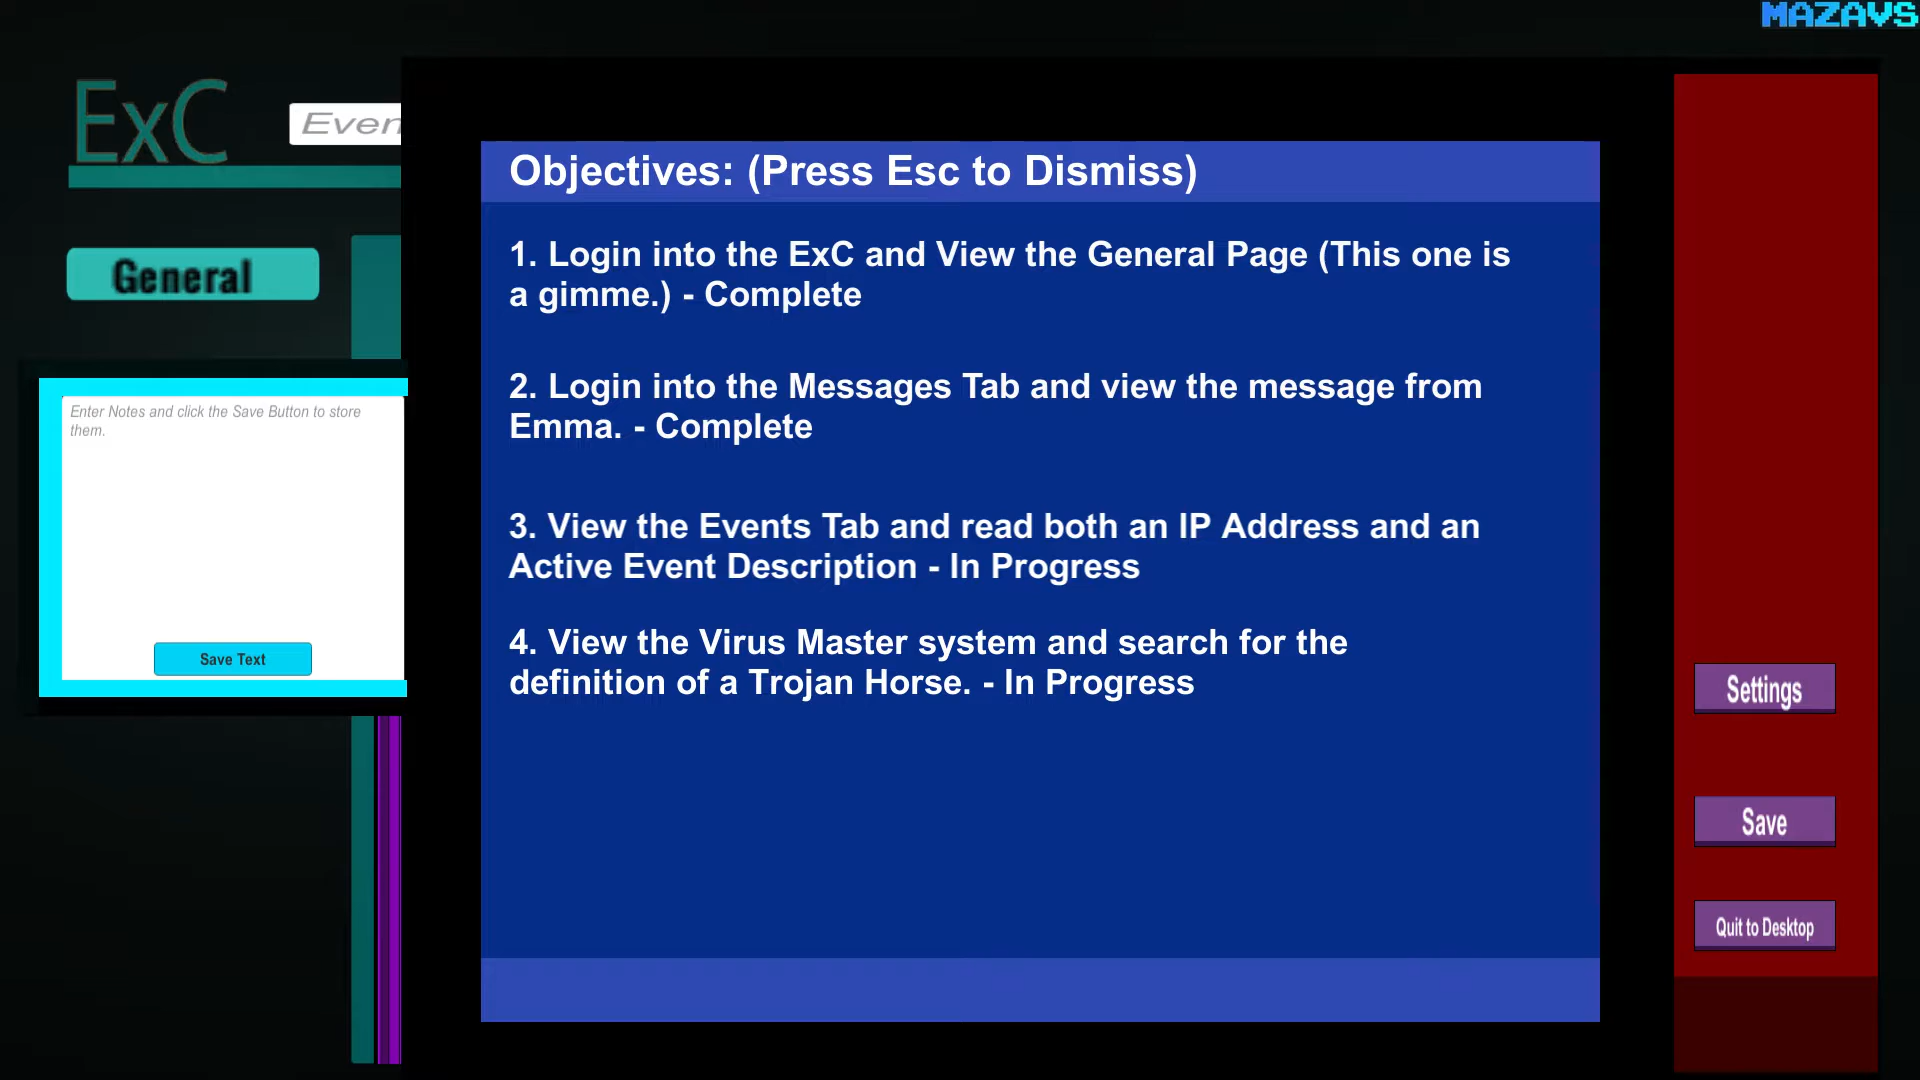 MAZAVS
ExC
Even
General
Enter Notes and click the Save Button to store
them.
Save Text
Objectives: (Press Esc to Dismiss)
1. Login into the ExC and View the General Page (This one is
a gimme.) - Complete
2. Login into the Messages Tab and view the message from
Emma. - Complete
3. View the Events Tab and read both an IP Address and an
Active Event Description - In Progress
4. View the Virus Master system and search for the
definition of a Trojan Horse. - In Progress
Settings
Save
Quit to Desktop